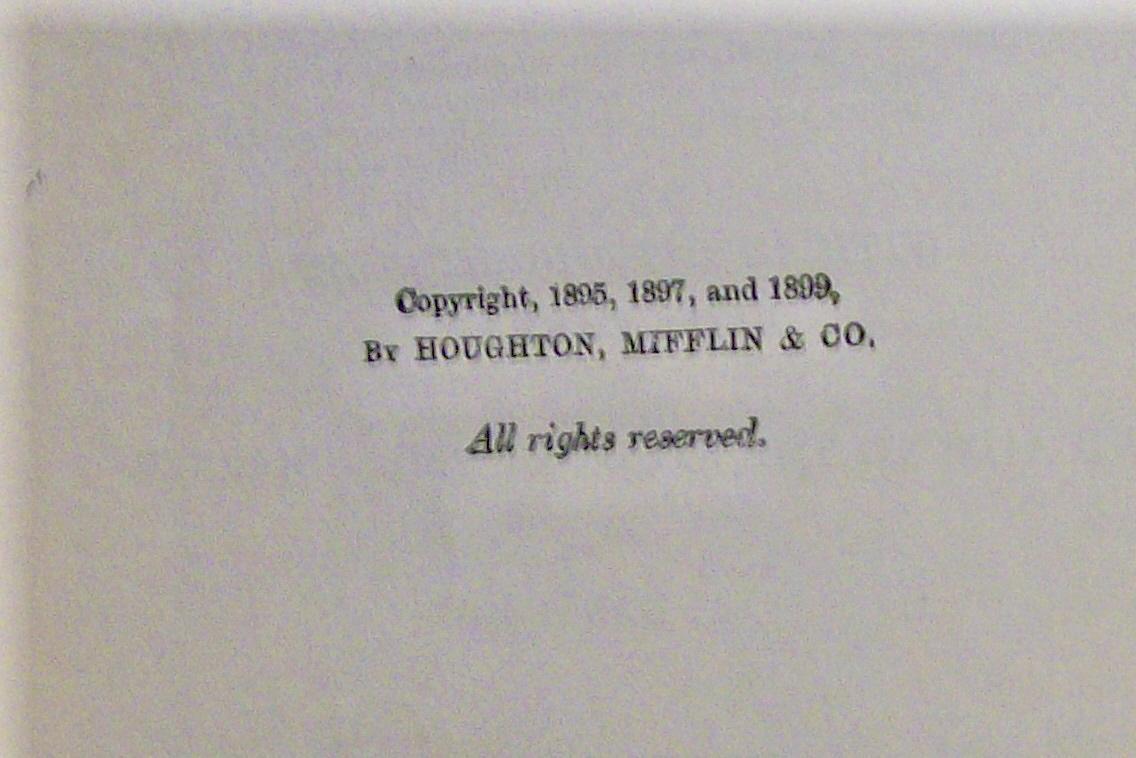 Copyright, 1895, 1897, and 1899,
By HOUGHTON, MIFFLIN & CO.
All rights reserved.